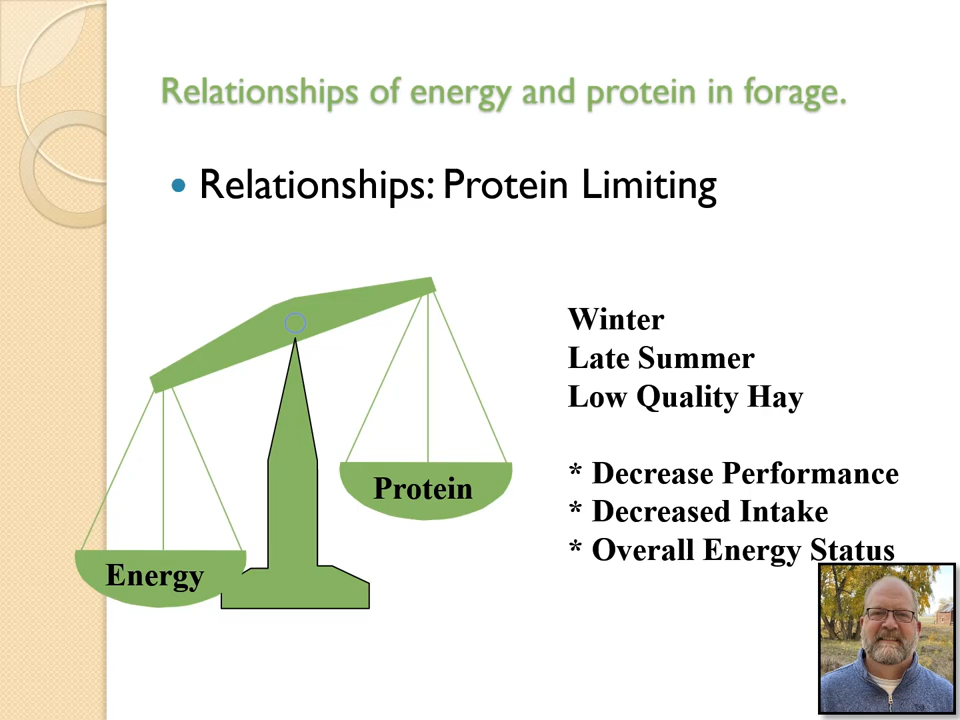 Relationships of energy and protein in forage.
Relationships: Protein Limiting
Winter
Late Summer
Low Quality Hay
* Decrease Performance
* Decreased Intake
* Overall Energy Status
Protein
Energy